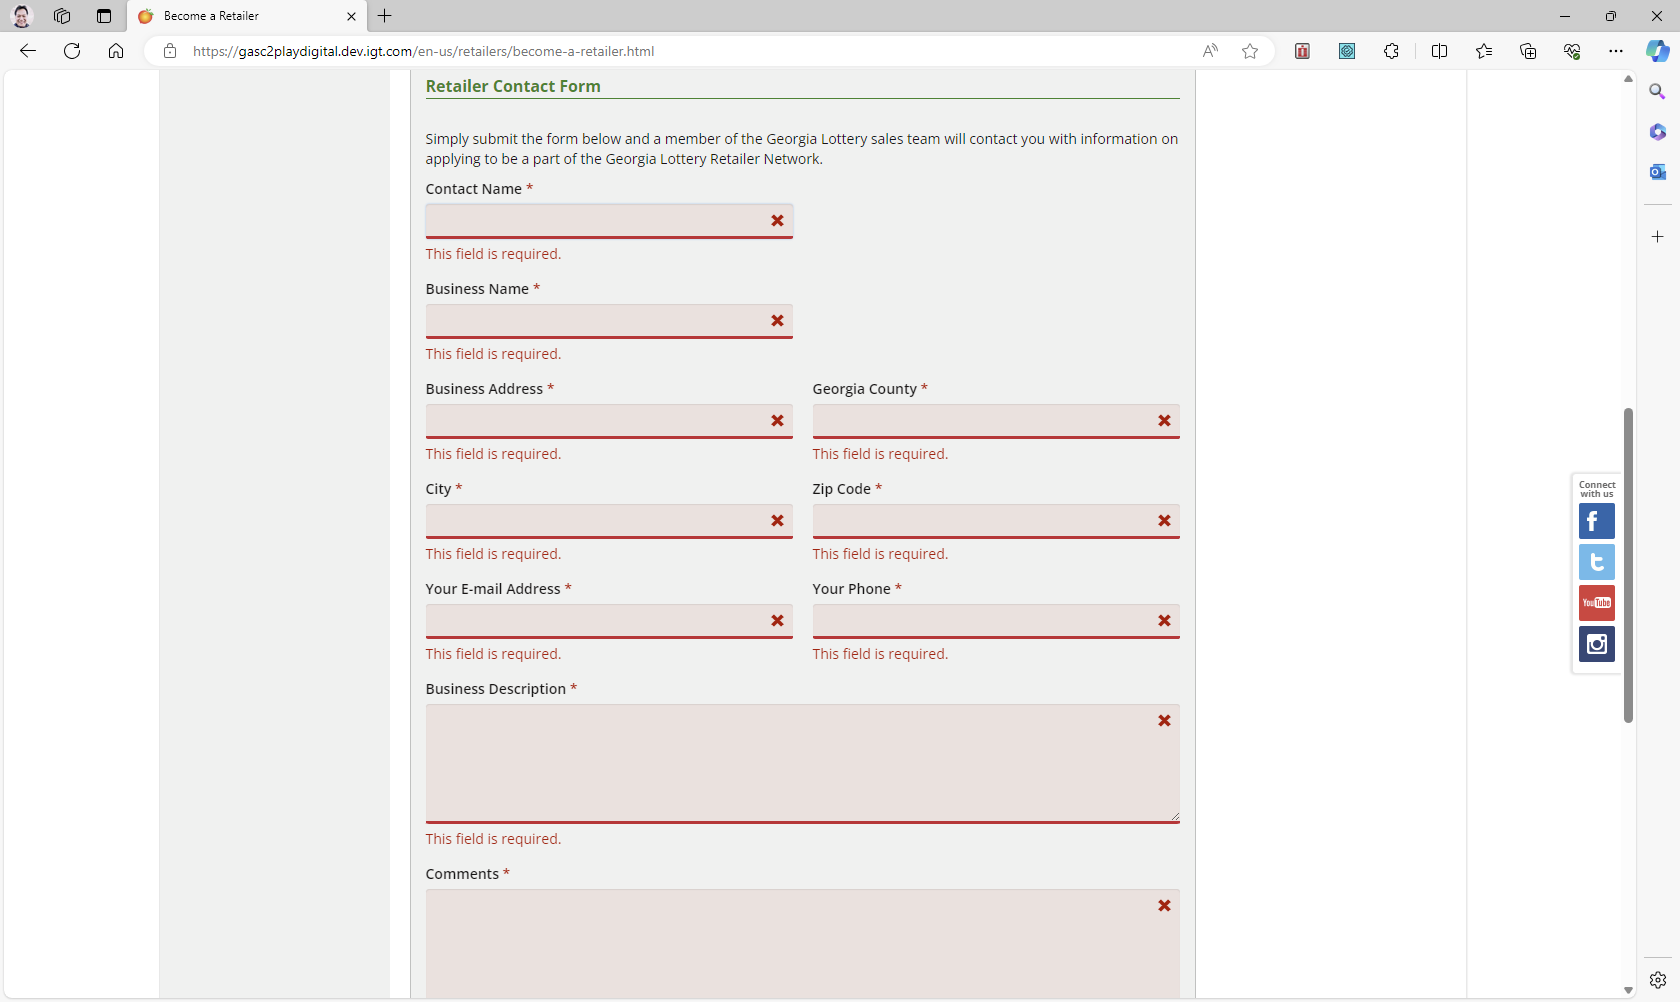 Become a Retailer
https://gasc2playdigital.dev.igt.com/en-us/retailers/become-a-retailer.html
Retailer Contact Form
Simply submit the form below and a member of the Georgia Lottery sales team will contact you with information on
applying to be a part of the Georgia Lottery Retailer Network.
Contact Name *
This field is required.
Business Name *
This field is required.
Business Address *
Georgia County *
This field is required.
This field is required.
City *
Zip Code *
This field is required.
This field is required.
Your E-mail Address *
Your Phone *
This field is required.
This field is required.
Business Description *
This field is required.
Comments *
Connect
with us
YouTube